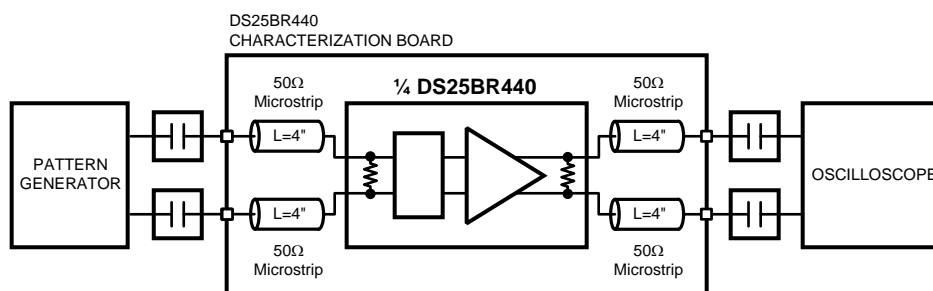 DS25BR440
CHARACTERIZATION BOARD
50Ω
Microstrip
L=4"
¼ DS25BR440
50Ω
Microstrip
L=4"
PATTERN
GENERATOR
OSCILLOSCOPE
L=4"
50Ω
Microstrip
L=4"
50Ω
Microstrip